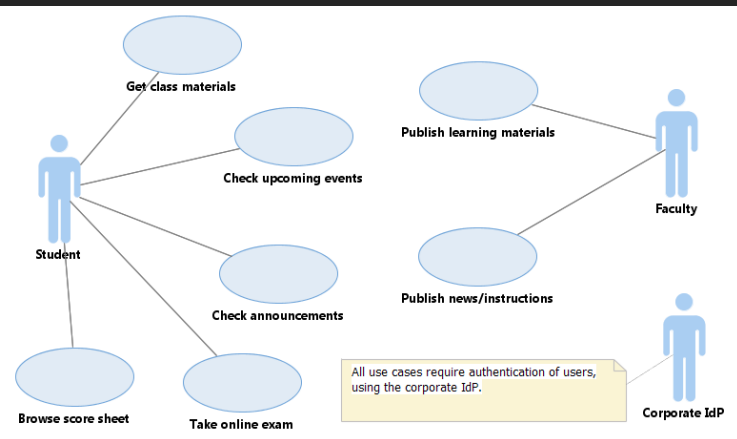 Get class materials
Check upcoming events
Student
Check announcements
Browse score sheet
Take online exam
Publish learning materials
Faculty
Publish news/instructions
All use cases require authentication of users,
using the corporate IdP.
Corporate IdP